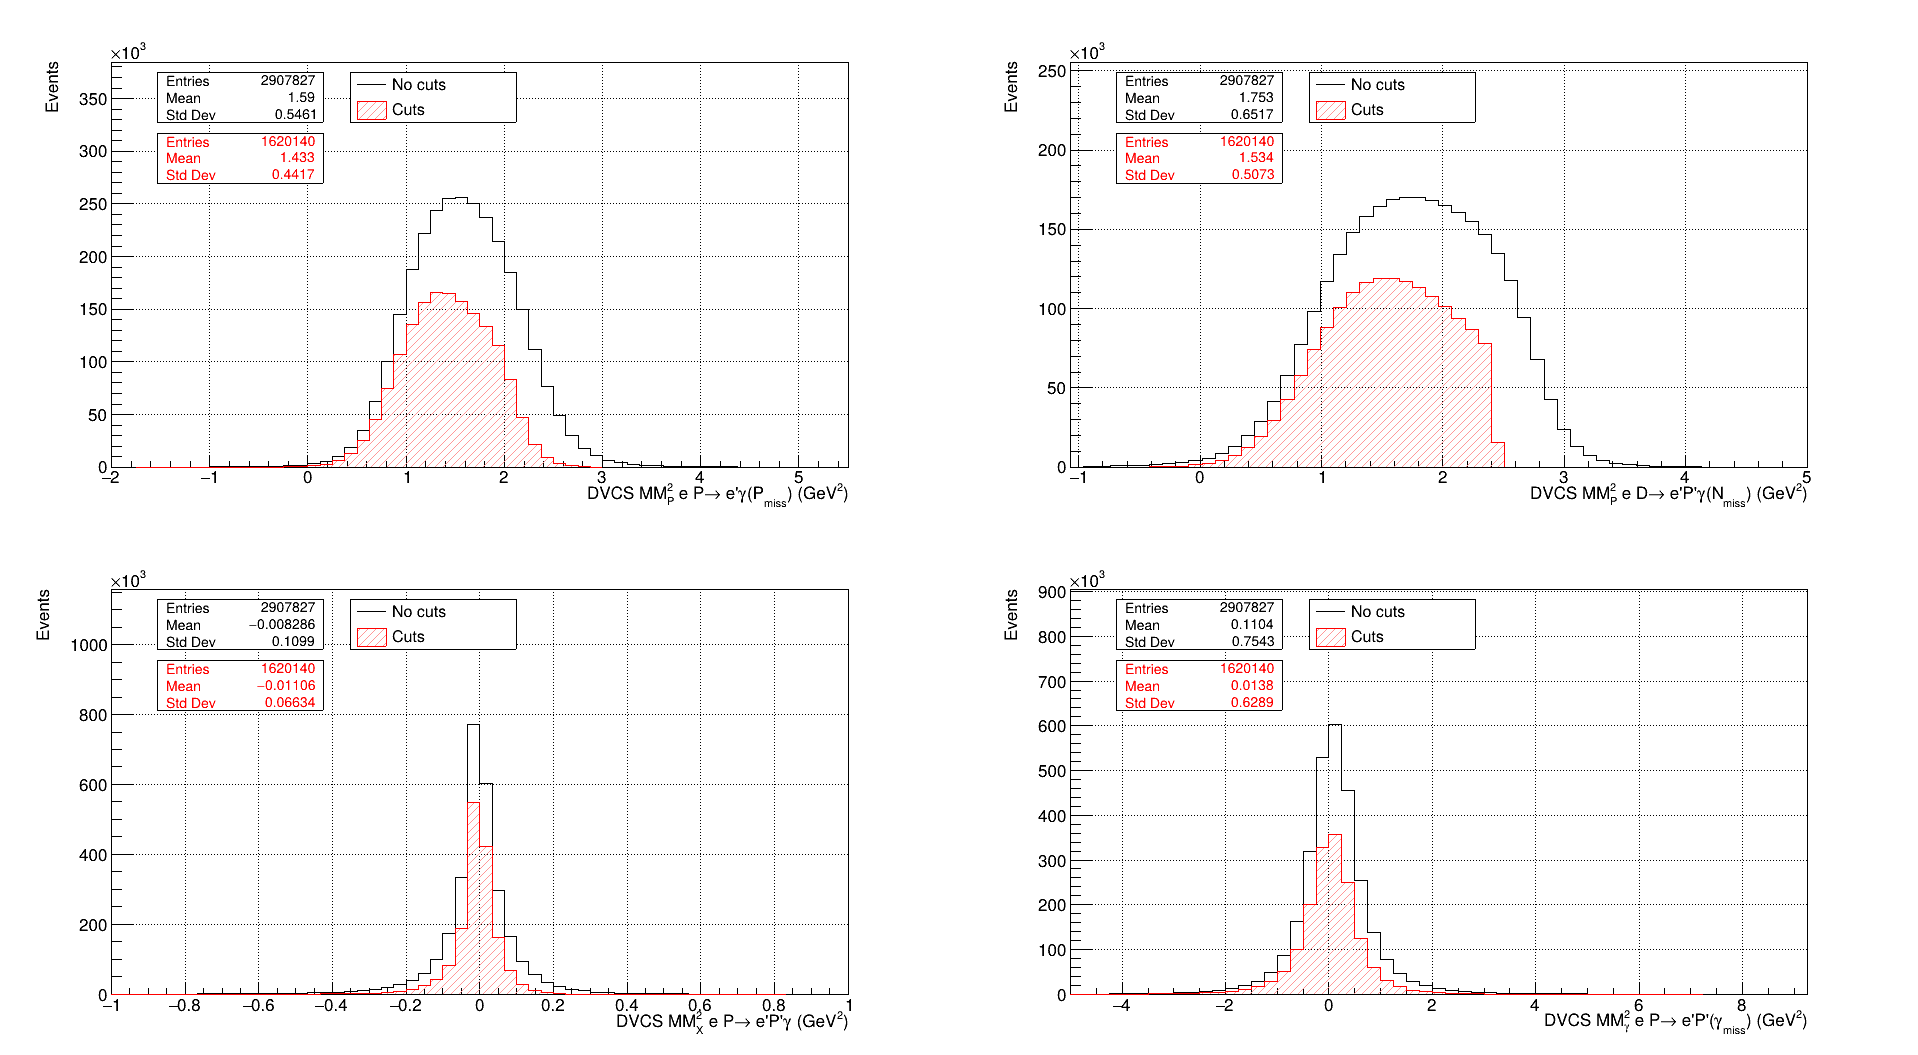 ×10³
Events
Entries 2907827
Mean 1.59
Std Dev 0.5461
Entries 1620140
Mean 1.433
Std Dev 0.4417
No cuts
Cuts
350
300
250
200
150
100
50
0
−2 −1 0 1 2 3 4 5
DVCS MM²_P e P→ e'γ(P_miss) (GeV²)
×10³
Events
Entries 2907827
Mean 1.753
Std Dev 0.6517
Entries 1620140
Mean 1.534
Std Dev 0.5073
No cuts
Cuts
250
200
150
100
50
0
−1 0 1 2 3 4 5
DVCS MM²_P e D→ e'P'γ(N_miss) (GeV²)
×10³
Events
Entries 2907827
Mean −0.008286
Std Dev 0.1099
Entries 1620140
Mean −0.01106
Std Dev 0.06634
No cuts
Cuts
1000
800
600
400
200
0
−1 −0.8 −0.6 −0.4 −0.2 0 0.2 0.4 0.6 0.8 1
DVCS MM²_X e P→ e'P'γ (GeV²)
×10³
Events
Entries 2907827
Mean 0.1104
Std Dev 0.7543
Entries 1620140
Mean 0.0138
Std Dev 0.6289
No cuts
Cuts
900
800
700
600
500
400
300
200
100
0
−4 −2 0 2 4 6 8
DVCS MM²_γ e P→ e'P'(γ_miss) (GeV²)